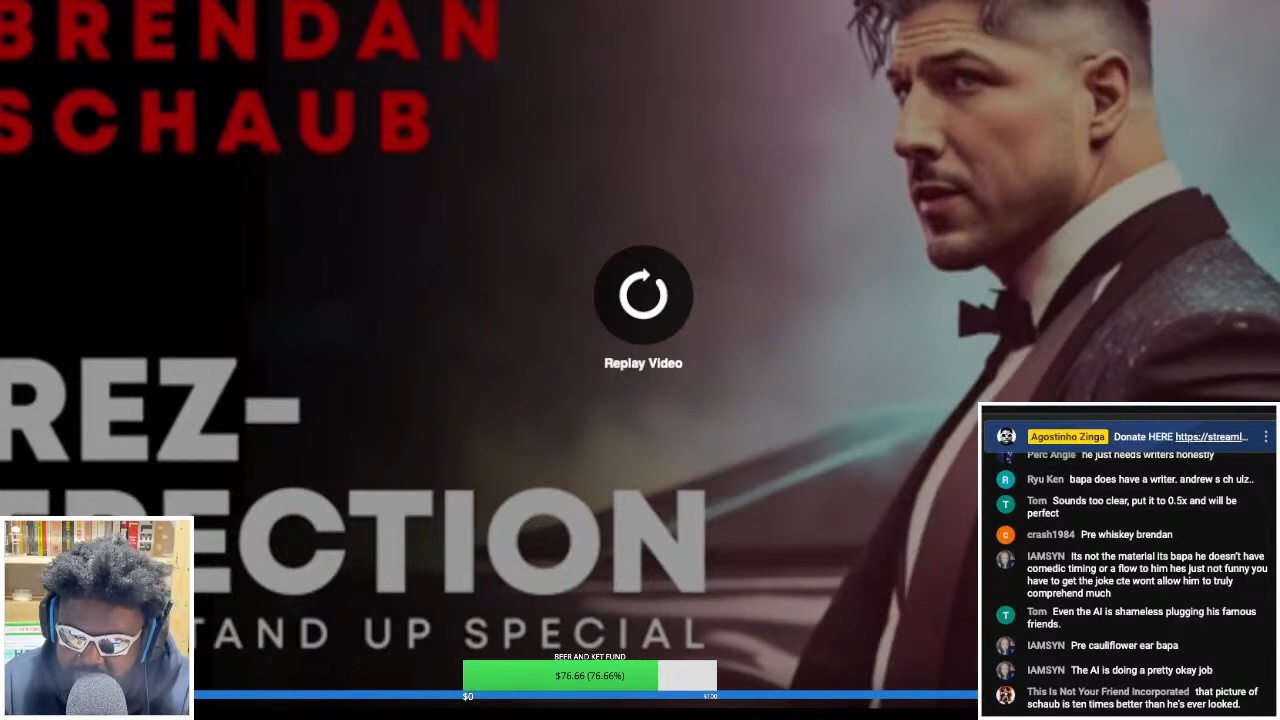 BRENDAN
SCHAUB
Replay Video
REZ-
ERECTION
TAND UP SPECIAL
BEER AND KET FUND
$76.66 (76.66%)
$0
$100
Agostinho Zinga Donate HERE https://streaml...
Perc Angle he just needs writers honestly
Ryu Ken bapa does have a writer. andrew s ch ulz..
Tom Sounds too clear, put it to 0.5x and will be
perfect
crash1984 Pre whiskey brendan
IAMSYN Its not the material its bapa he doesn't have
comedic timing or a flow to him hes just not funny you
have to get the joke cte wont allow him to truly
comprehend much
Tom Even the AI is shameless plugging his famous
friends.
IAMSYN Pre cauliflower ear bapa
IAMSYN The AI is doing a pretty okay job
This Is Not Your Friend Incorporated that picture of
schaub is ten times better than he's ever looked.